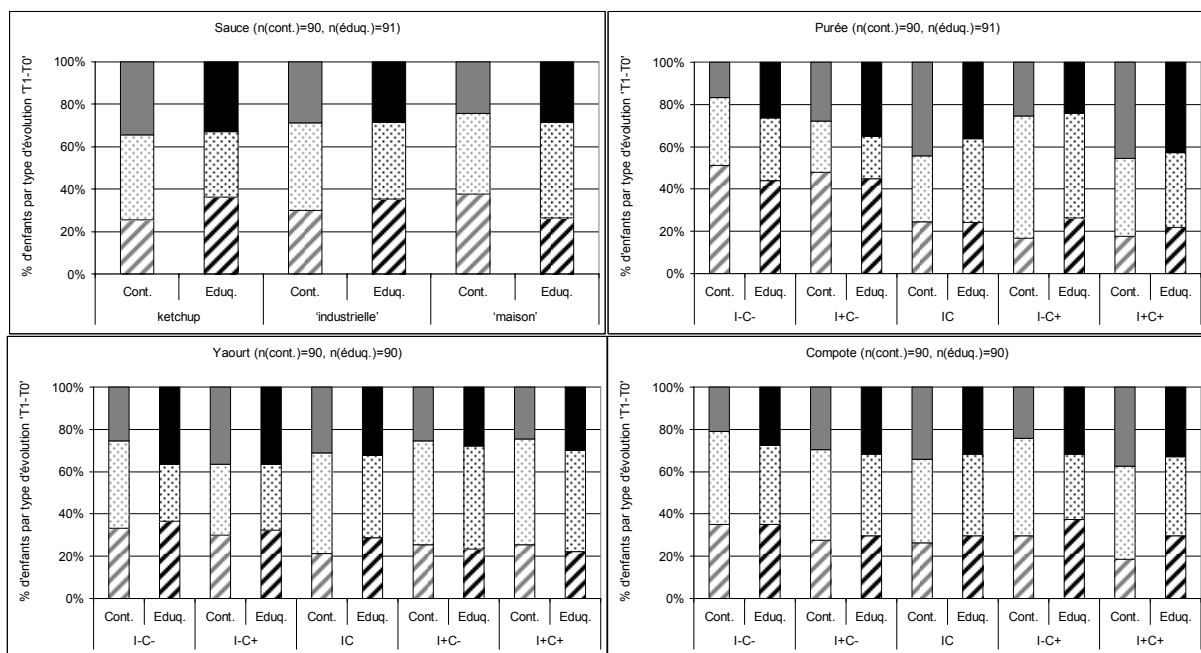 Sauce (n(cont.)=90, n(éduq.)=91)
% d'enfants par type d'évolution 'T1-T0'
100%
80%
60%
40%
20%
0%
Cont. Eduq. Cont. Eduq. Cont. Eduq.
ketchup 'industrielle' 'maison'
Purée (n(cont.)=90, n(éduq.)=91)
% d'enfants par type d'évolution 'T1-T0'
100%
80%
60%
40%
20%
0%
Cont. Eduq. Cont. Eduq. Cont. Eduq. Cont. Eduq. Cont. Eduq.
I-C- I+C- IC I-C+ I+C+
Yaourt (n(cont.)=90, n(éduq.)=90)
% d'enfants par type d'évolution 'T1-T0'
100%
80%
60%
40%
20%
0%
Cont. Eduq. Cont. Eduq. Cont. Eduq. Cont. Eduq. Cont. Eduq.
I-C- I-C+ IC I+C- I+C+
Compote (n(cont.)=90, n(éduq.)=90)
% d'enfants par type d'évolution 'T1-T0'
100%
80%
60%
40%
20%
0%
Cont. Eduq. Cont. Eduq. Cont. Eduq. Cont. Eduq. Cont. Eduq.
I-C- I+C- IC I-C+ I+C+